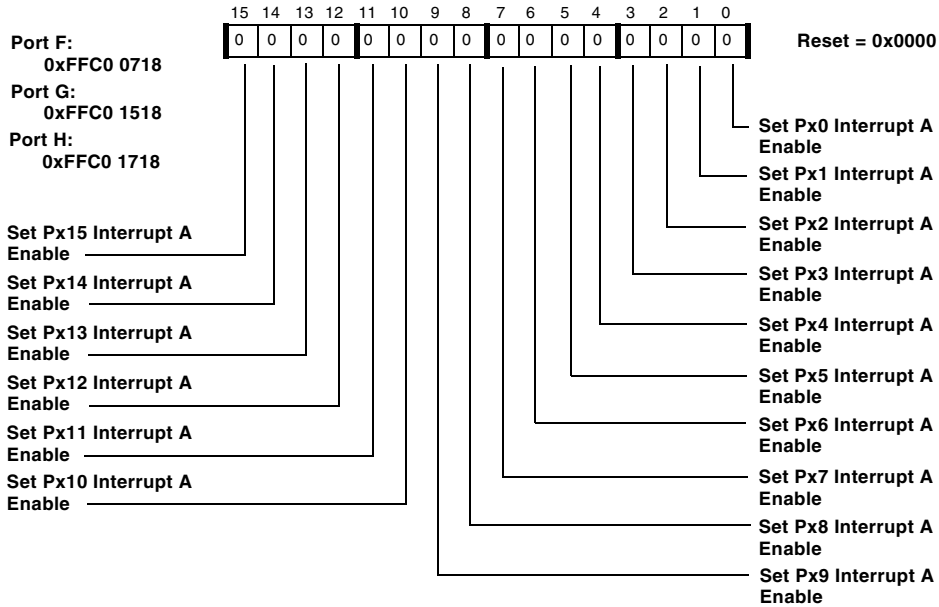 15 14 13 12 11 10 9 8 7 6 5 4 3 2 1 0
0 0 0 0 0 0 0 0 0 0 0 0 0 0 0 0
Reset = 0x0000
Port F:
0xFFC0 0718
Port G:
0xFFC0 1518
Port H:
0xFFC0 1718
Set Px15 Interrupt A
Enable
Set Px14 Interrupt A
Enable
Set Px13 Interrupt A
Enable
Set Px12 Interrupt A
Enable
Set Px11 Interrupt A
Enable
Set Px10 Interrupt A
Enable
Set Px0 Interrupt A
Enable
Set Px1 Interrupt A
Enable
Set Px2 Interrupt A
Enable
Set Px3 Interrupt A
Enable
Set Px4 Interrupt A
Enable
Set Px5 Interrupt A
Enable
Set Px6 Interrupt A
Enable
Set Px7 Interrupt A
Enable
Set Px8 Interrupt A
Enable
Set Px9 Interrupt A
Enable